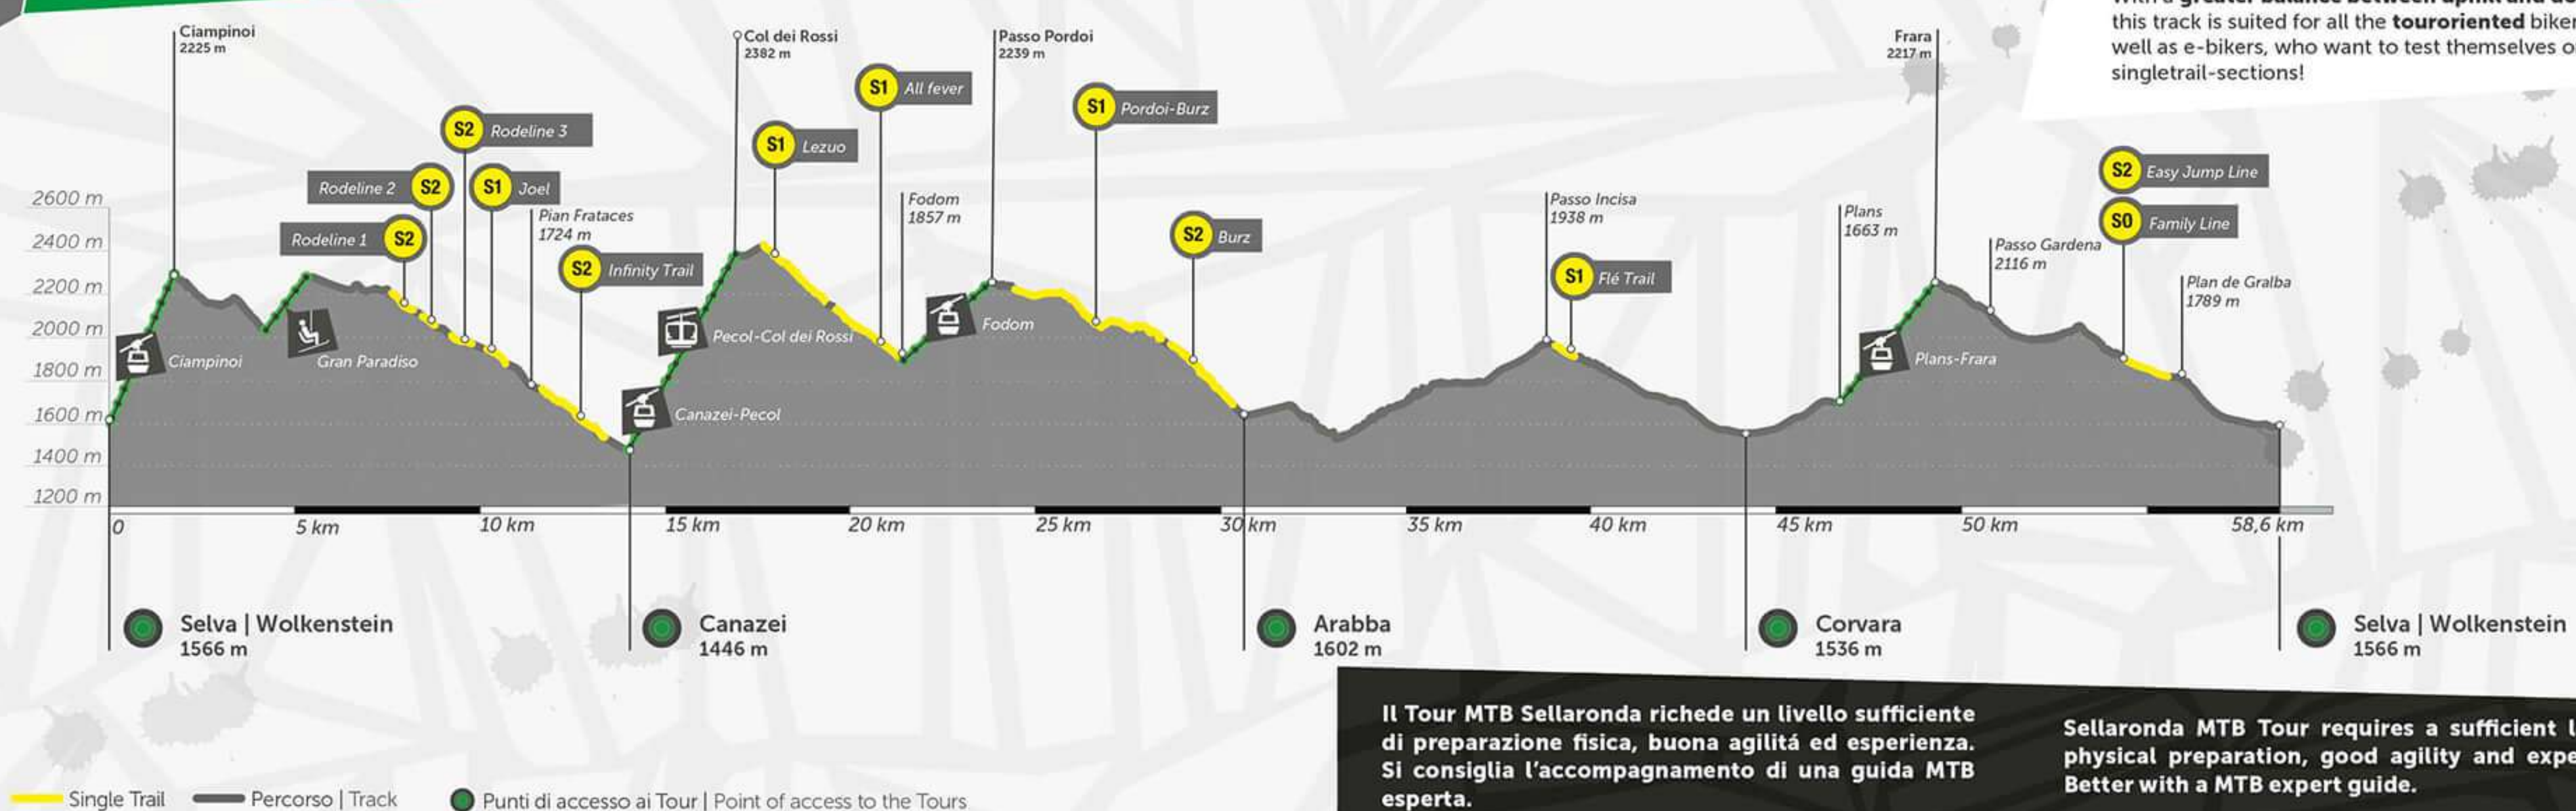 Ciampinoi
2225 m
Col dei Rossi
2382 m
Passo Pordoi
2239 m
Frara
2217 m
this track is suited for all the touroriented
well as e-bikers, who want to test themselves
singletrail-sections!
S1 All fever
S1 Pordoi-Burz
S2 Rodeline 3
S1 Lezuo
Rodeline 2 S2
S1 Joel
S2 Easy Jump Line
S0 Family Line
Rodeline 1 S2
Pian Frataces
1724 m
S2 Infinity Trail
Fodom
1857 m
S2 Burz
Passo Incisa
1938 m
S1 Flé Trail
Plans
1663 m
Passo Gardena
2116 m
Plan de Gralba
1789 m
2600 m
2400 m
2200 m
2000 m
1800 m
1600 m
1400 m
1200 m
Ciampinoi
Gran Paradiso
Pecol-Col dei Rossi
Canazei-Pecol
Fodom
Plans-Frara
0 5 km 10 km 15 km 20 km 25 km 30 km 35 km 40 km 45 km 50 km 58,6 km
Selva | Wolkenstein
1566 m
Canazei
1446 m
Arabba
1602 m
Corvara
1536 m
Selva | Wolkenstein
1566 m
Il Tour MTB Sellaronda richede un livello sufficiente
di preparazione fisica, buona agilitá ed esperienza.
Si consiglia l'accompagnamento di una guida MTB
esperta.
Sellaronda MTB Tour requires a sufficient
physical preparation, good agility and
Better with a MTB expert guide.
Single Trail
Percorso | Track
Punti di accesso ai Tour | Point of access to the Tours